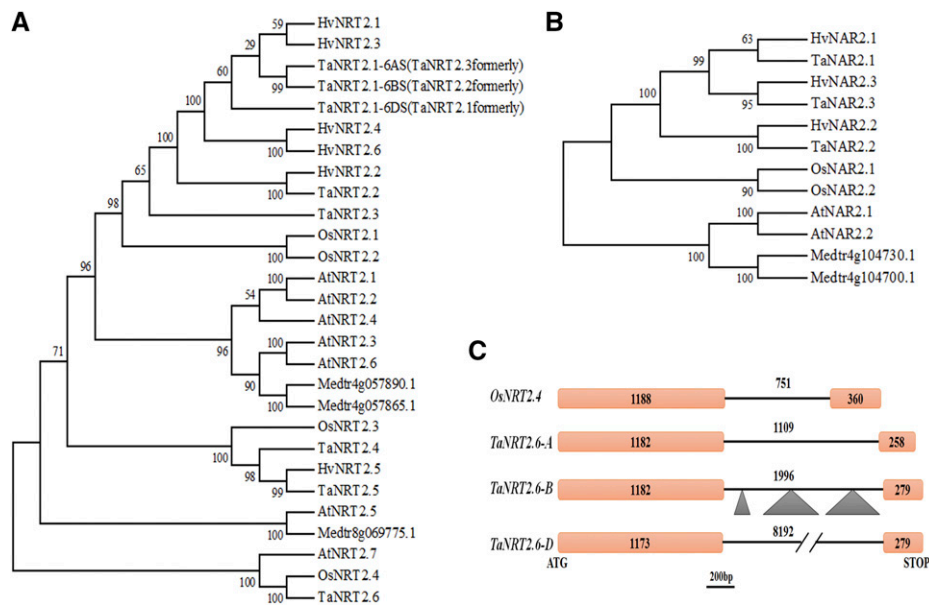 A
59
HvNRT2.1
29
HvNRT2.3
60
TaNRT2.1-6AS(TaNRT2.3formerly)
99
TaNRT2.1-6BS(TaNRT2.2formerly)
100
TaNRT2.1-6DS(TaNRT2.1formerly)
100
HvNRT2.4
100
HvNRT2.6
65
HvNRT2.2
100
TaNRT2.2
98
TaNRT2.3
OsNRT2.1
100
OsNRT2.2
96
100
AtNRT2.1
54
AtNRT2.2
AtNRT2.4
96
100
AtNRT2.3
AtNRT2.6
90
Medtr4g057890.1
100
Medtr4g057865.1
71
OsNRT2.3
100
TaNRT2.4
98
HvNRT2.5
99
TaNRT2.5
AtNRT2.5
100
Medtr8g069775.1
AtNRT2.7
100
OsNRT2.4
100
TaNRT2.6
B
63
HvNAR2.1
99
TaNAR2.1
HvNAR2.3
95
TaNAR2.3
100
HvNAR2.2
100
TaNAR2.2
OsNAR2.1
90
OsNAR2.2
100
AtNAR2.1
AtNAR2.2
100
Medtr4g104730.1
100
Medtr4g104700.1
C
OsNRT2.4 1188 751 360
TaNRT2.6-A 1182 1109 258
TaNRT2.6-B 1182 1996 279
TaNRT2.6-D 1173 8192 279
ATG STOP
200bp